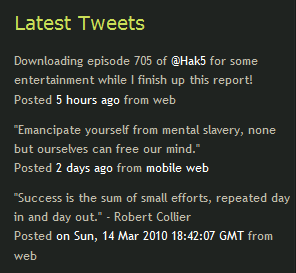 Latest Tweets
Downloading episode 705 of @Hak5 for some
entertainment while I finish up this report!
Posted 5 hours ago from web
"Emancipate yourself from mental slavery, none
but ourselves can free our mind."
Posted 2 days ago from mobile web
"Success is the sum of small efforts, repeated day
in and day out." - Robert Collier
Posted on Sun, 14 Mar 2010 18:42:07 GMT from
web